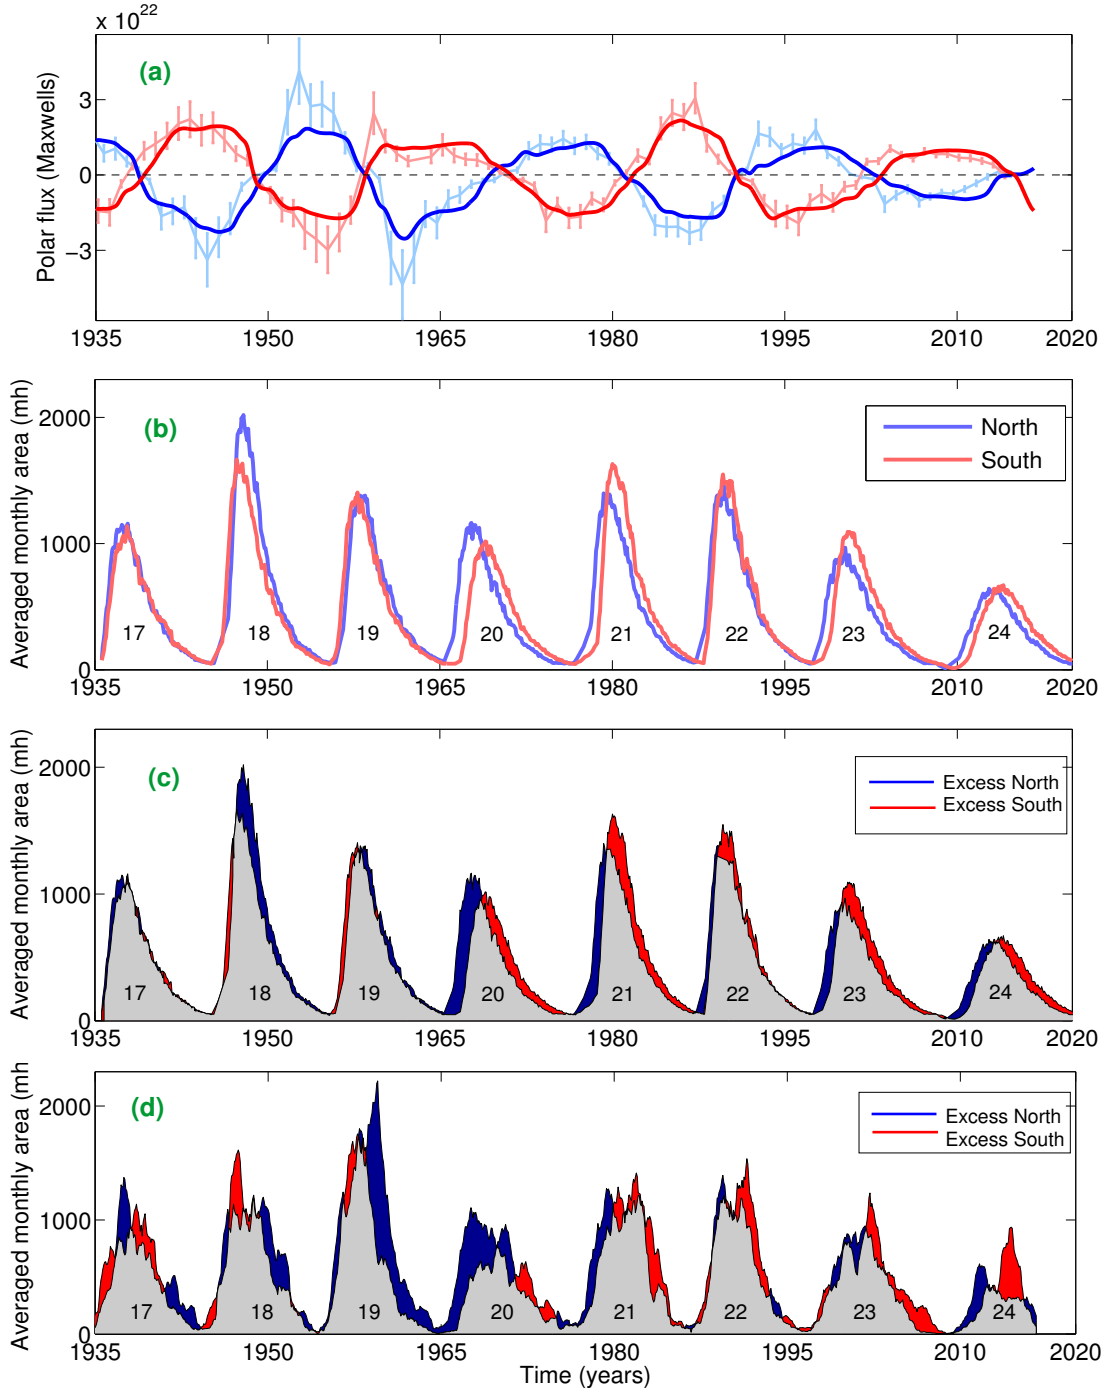 x 10^22
(a)
Polar flux (Maxwells)
3
0
−3
1935 1950 1965 1980 1995 2010 2020
(b)
Averaged monthly area (mh)
2000
1000
0
North
South
17 18 19 20 21 22 23 24
1935 1950 1965 1980 1995 2010 2020
(c)
Averaged monthly area (mh)
2000
1000
0
Excess North
Excess South
17 18 19 20 21 22 23 24
1935 1950 1965 1980 1995 2010 2020
(d)
Averaged monthly area (mh
2000
1000
0
Excess North
Excess South
17 18 19 20 21 22 23 24
1935 1950 1965 1980 1995 2010 2020
Time (years)